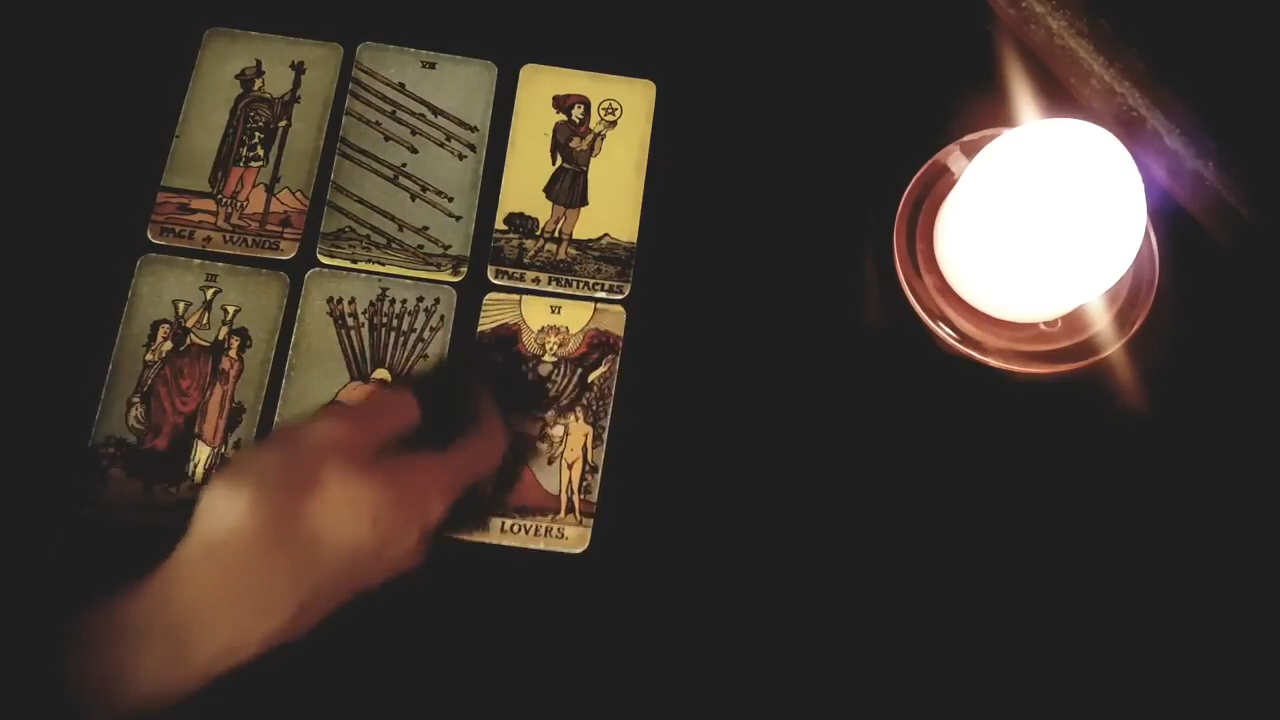 PAGE of WANDS.
VIII
PAGE of PENTACLES.
III
X
VI
LOVERS.